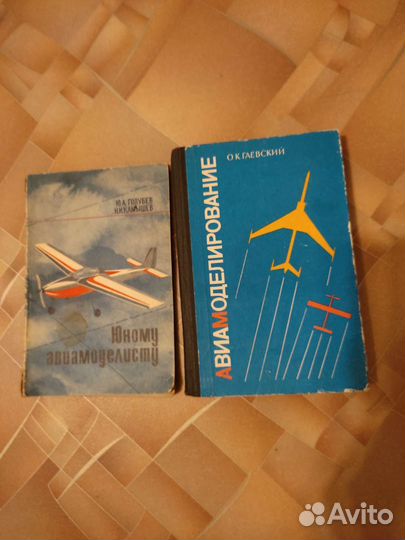 Ю.А.ГОЛУБЕВ
Н.И.КАМЫШЕВ
Юному
авиамоделисту
О.К.ГАЕВСКИЙ
АВИАМОДЕЛИРОВАНИЕ
Avito